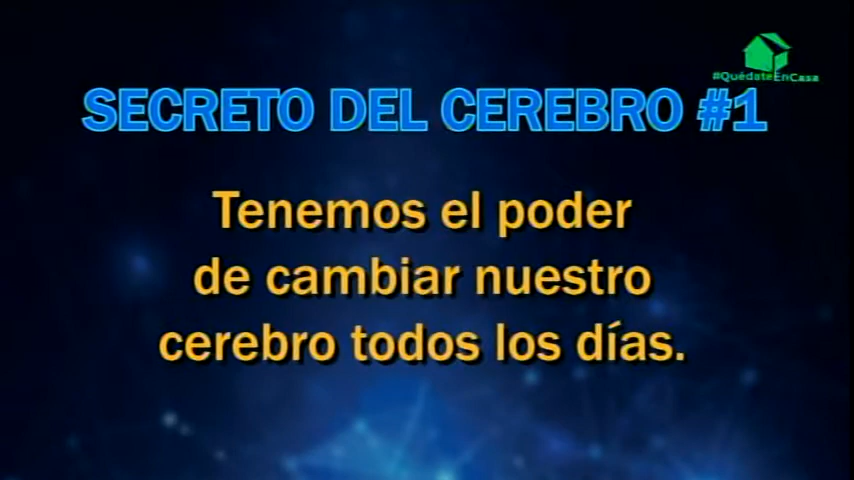 #QuédateEnCasa
SECRETO DEL CEREBRO #1
Tenemos el poder
de cambiar nuestro
cerebro todos los días.